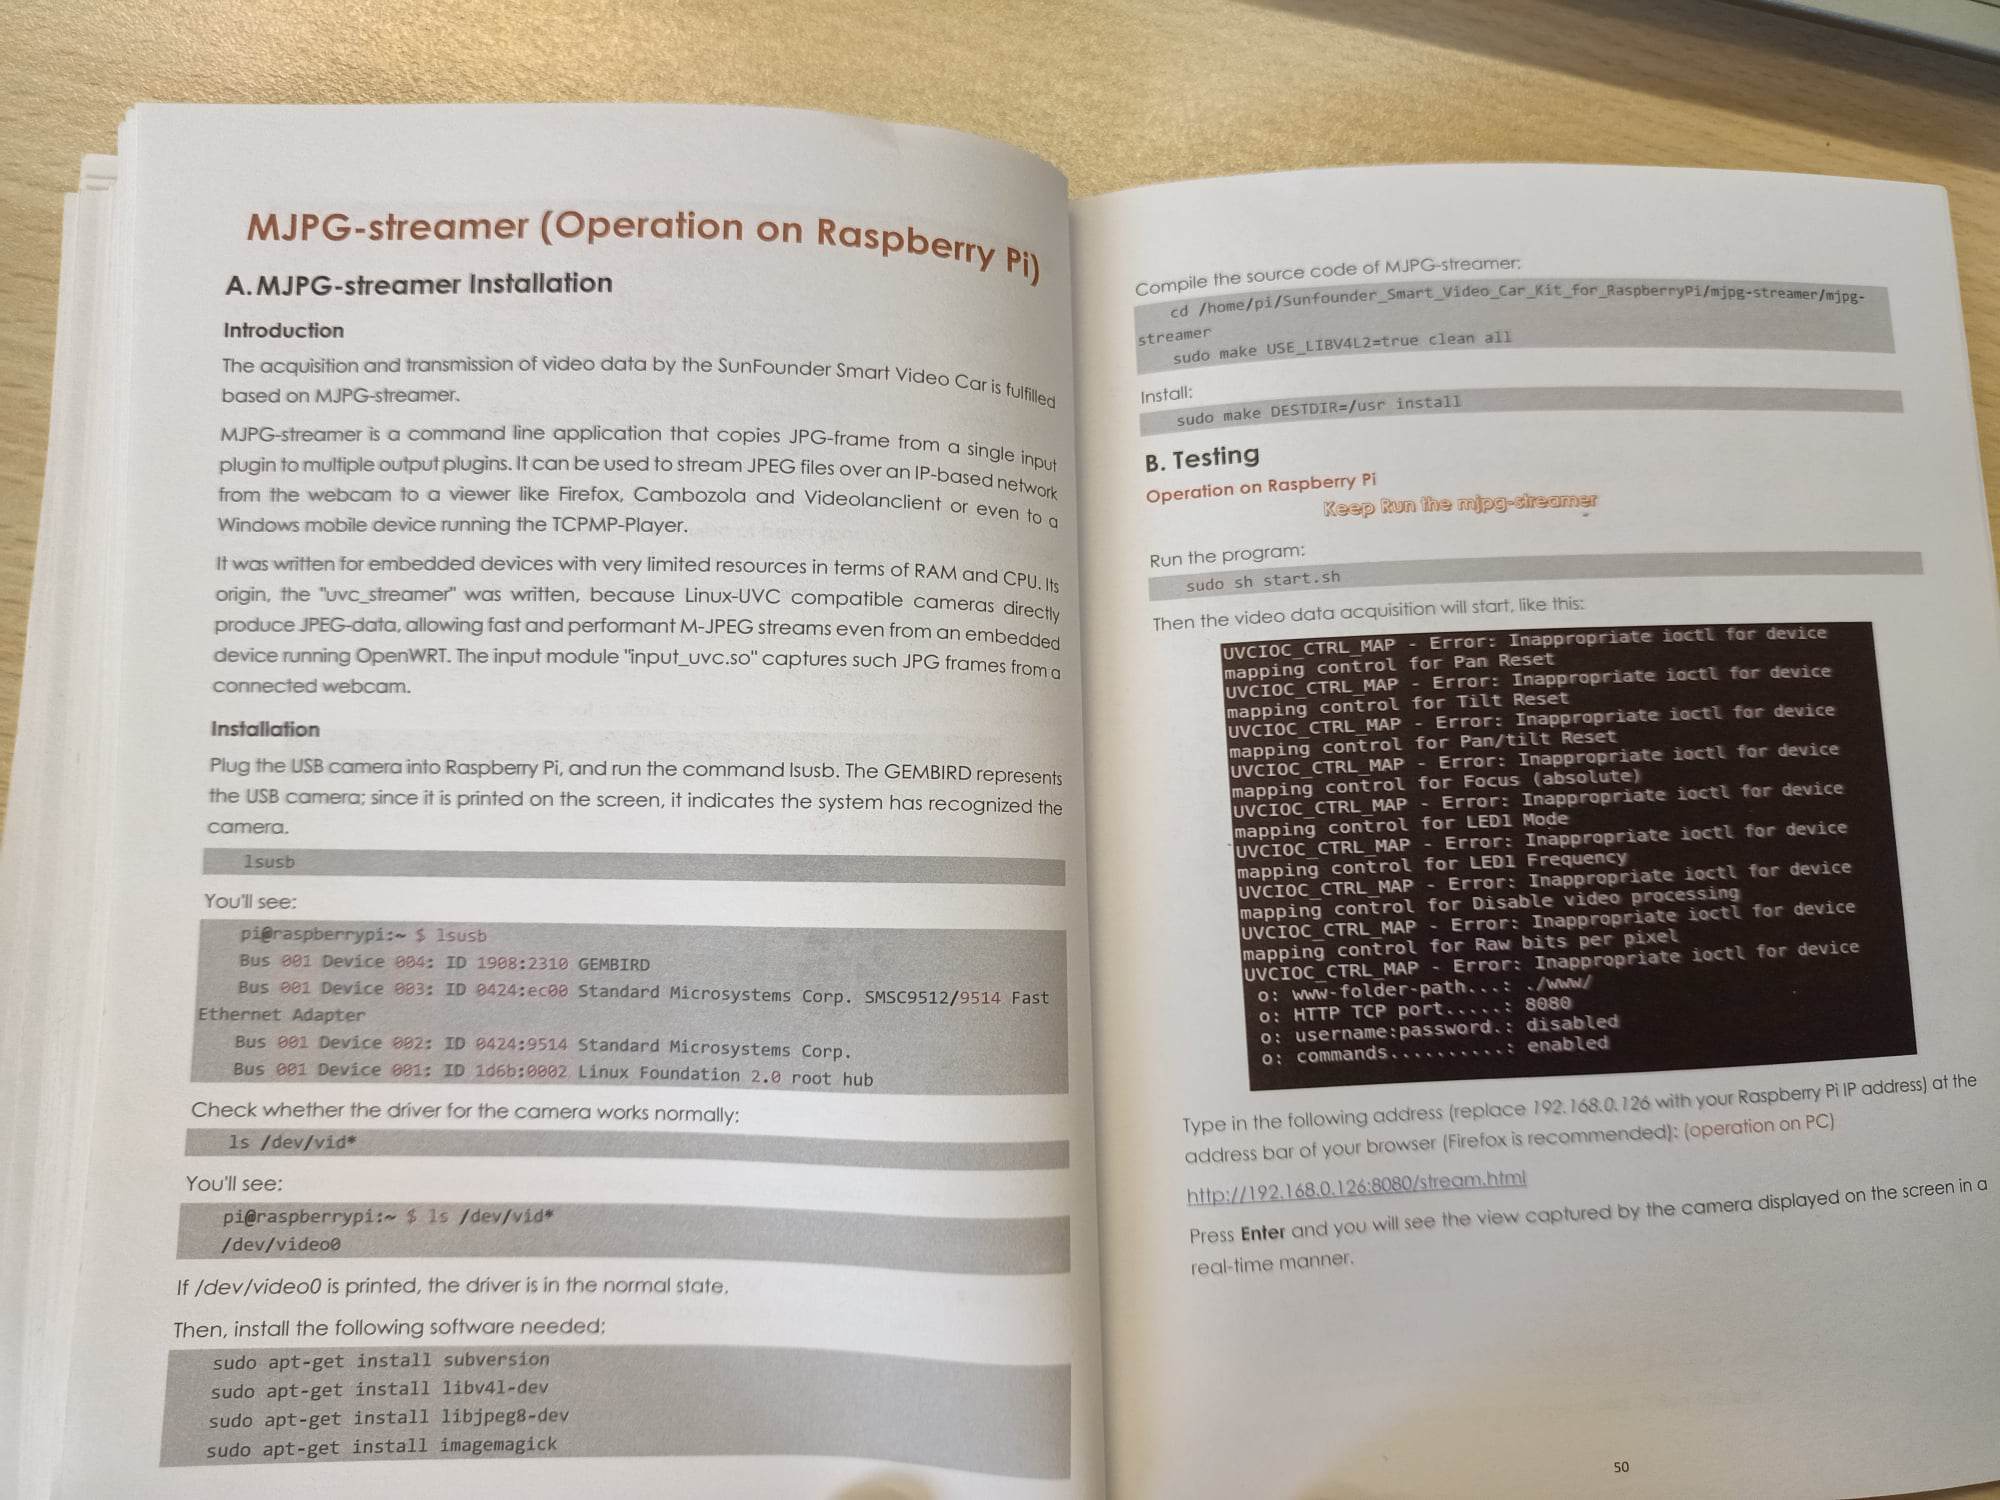 MJPG-streamer (Operation on Raspberry Pi)
A. MJPG-streamer Installation
Introduction
The acquisition and transmission of video data by the SunFounder Smart Video Car is fulfilled
based on MJPG-streamer.
MJPG-streamer is a command line application that copies JPG-frame from a single input
plugin to multiple output plugins. It can be used to stream JPEG files over an IP-based network
from the webcam to a viewer like Firefox, Cambozola and Videolanclient or even to a
Windows mobile device running the TCPMP-Player.
It was written for embedded devices with very limited resources in terms of RAM and CPU. Its
origin, the "uvc_streamer" was written, because Linux-UVC compatible cameras directly
produce JPEG-data, allowing fast and performant M-JPEG streams even from an embedded
device running OpenWRT. The input module "input_uvc.so" captures such JPG frames from a
connected webcam.
Installation
Plug the USB camera into Raspberry Pi, and run the command lsusb. The GEMBIRD represents
the USB camera; since it is printed on the screen, it indicates the system has recognized the
camera.
lsusb
You'll see:
pi@raspberrypi:~ $ lsusb
Bus 001 Device 004: ID 1908:2310 GEMBIRD
Bus 001 Device 003: ID 0424:ec00 Standard Microsystems Corp. SMSC9512/9514 Fast
Ethernet Adapter
Bus 001 Device 002: ID 0424:9514 Standard Microsystems Corp.
Bus 001 Device 001: ID 1d6b:0002 Linux Foundation 2.0 root hub
Check whether the driver for the camera works normally:
ls /dev/vid*
You'll see:
pi@raspberrypi:~ $ ls /dev/vid*
/dev/video0
If /dev/video0 is printed, the driver is in the normal state.
Then, install the following software needed:
sudo apt-get install subversion
sudo apt-get install libv4l-dev
sudo apt-get install libjpeg8-dev
sudo apt-get install imagemagick
Compile the source code of MJPG-streamer:
cd /home/pi/Sunfounder_Smart_Video_Car_Kit_for_RaspberryPi/mjpg-streamer/mjpg-
streamer
sudo make USE_LIBV4L2=true clean all
Install:
sudo make DESTDIR=/usr install
B. Testing
Operation on Raspberry Pi
Keep Run the mjpg-streamer
Run the program:
sudo sh start.sh
Then the video data acquisition will start, like this:
UVCIOC_CTRL_MAP - Error: Inappropriate ioctl for device
mapping control for Pan Reset
UVCIOC_CTRL_MAP - Error: Inappropriate ioctl for device
mapping control for Tilt Reset
UVCIOC_CTRL_MAP - Error: Inappropriate ioctl for device
mapping control for Pan/tilt Reset
UVCIOC_CTRL_MAP - Error: Inappropriate ioctl for device
mapping control for Focus (absolute)
UVCIOC_CTRL_MAP - Error: Inappropriate ioctl for device
mapping control for LED1 Mode
UVCIOC_CTRL_MAP - Error: Inappropriate ioctl for device
mapping control for LED1 Frequency
UVCIOC_CTRL_MAP - Error: Inappropriate ioctl for device
mapping control for Disable video processing
UVCIOC_CTRL_MAP - Error: Inappropriate ioctl for device
mapping control for Raw bits per pixel
UVCIOC_CTRL_MAP - Error: Inappropriate ioctl for device
o: www-folder-path...: ./www/
o: HTTP TCP port.....: 8080
o: username:password.: disabled
o: commands..........: enabled
Type in the following address (replace 192.168.0.126 with your Raspberry Pi IP address) at the
address bar of your browser (Firefox is recommended): (operation on PC)
http://192.168.0.126:8080/stream.html
Press Enter and you will see the view captured by the camera displayed on the screen in a
real-time manner.
50